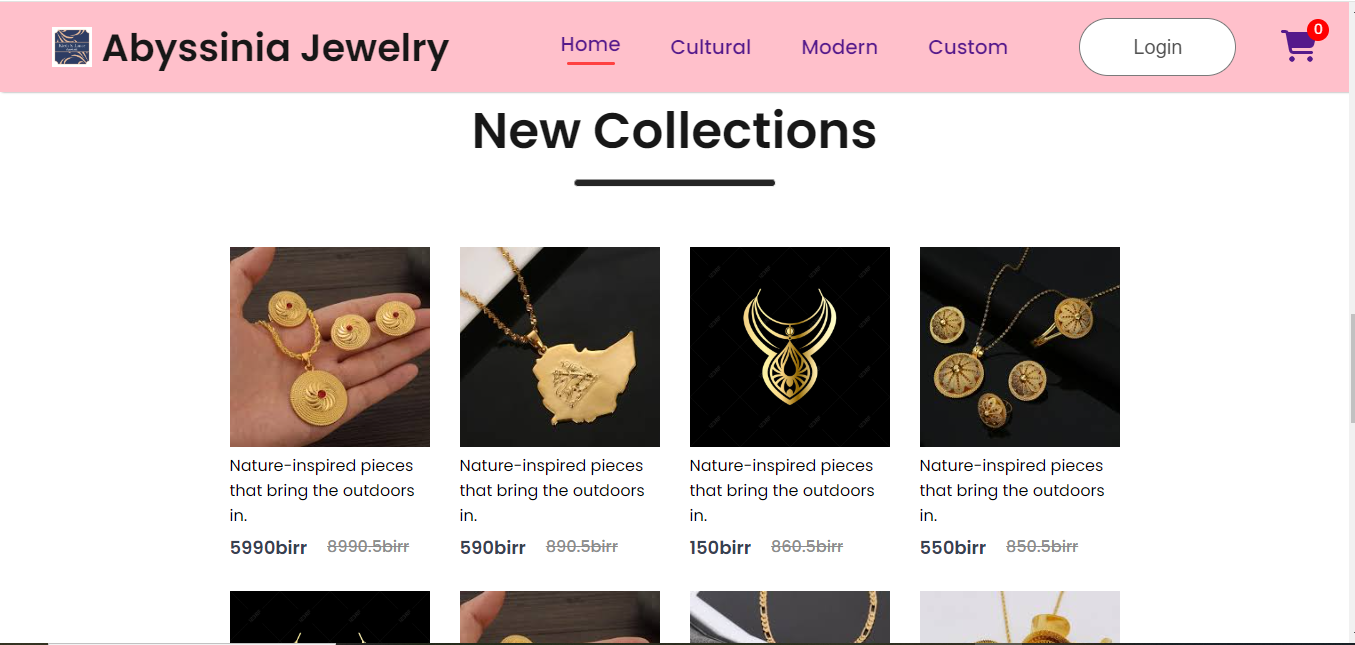 Abyssinia Jewelry
Home
Cultural
Modern
Custom
Login
0
New Collections
Nature-inspired pieces
that bring the outdoors
in.
5990birr 8990.5birr
Nature-inspired pieces
that bring the outdoors
in.
590birr 890.5birr
Nature-inspired pieces
that bring the outdoors
in.
150birr 860.5birr
Nature-inspired pieces
that bring the outdoors
in.
550birr 850.5birr